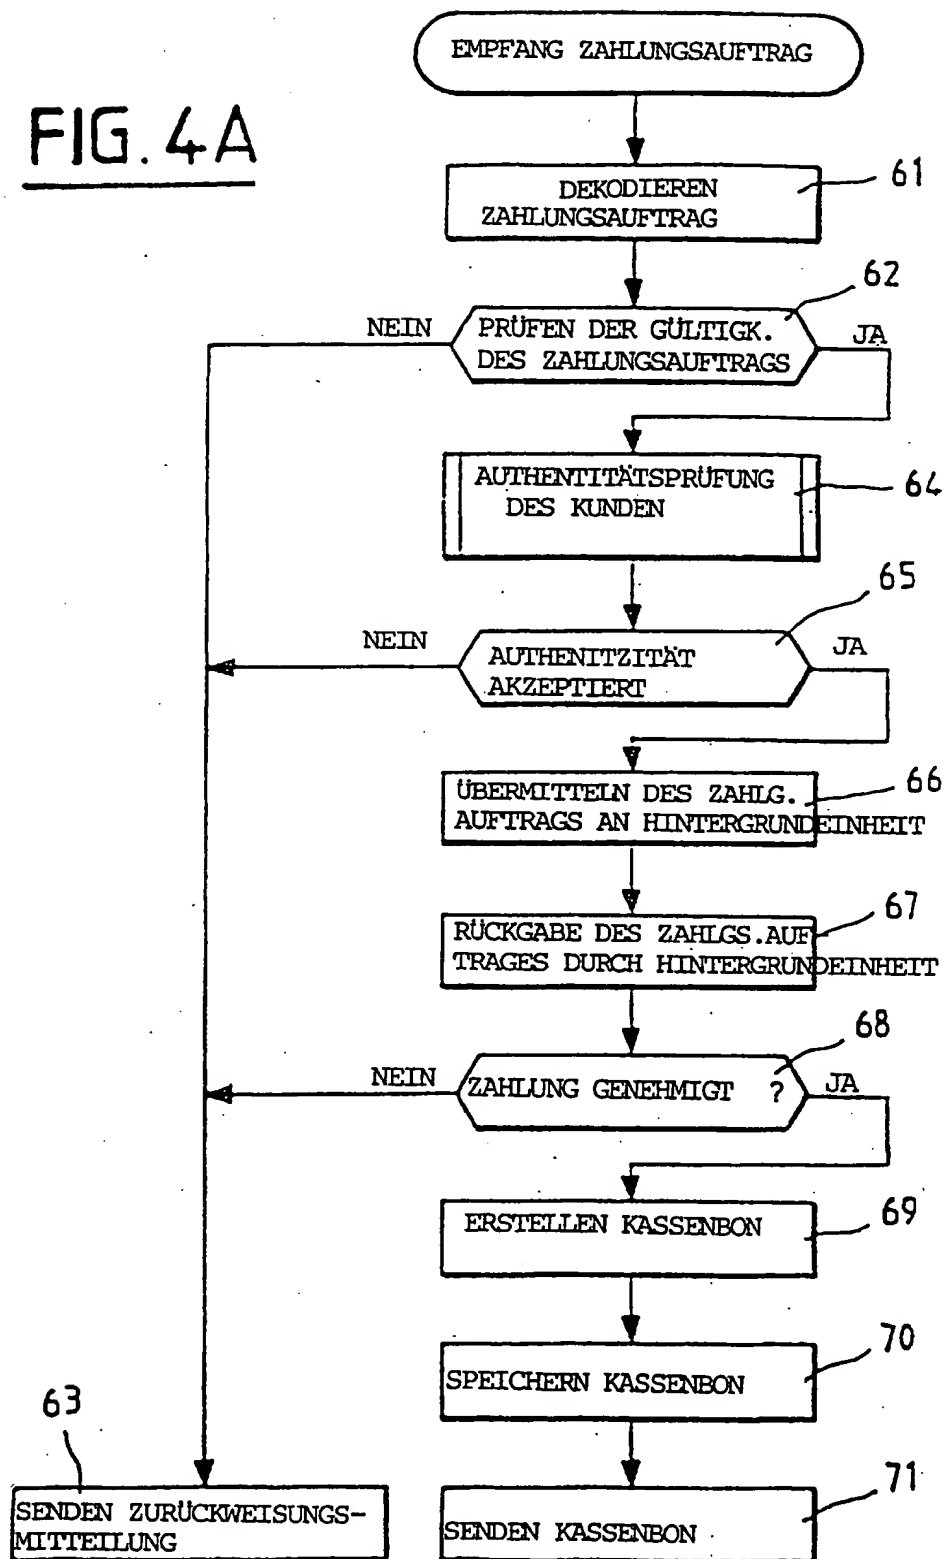 EMPFANG ZAHLUNGSAUFTRAG
FIG. 4A
DEKODIEREN
ZAHLUNGSAUFTRAG
61
62
NEIN
PRÜFEN DER GÜLTIGK.
DES ZAHLUNGSAUFTRAGS
JA
AUTHENTITÄTSPRÜFUNG
DES KUNDEN
64
65
NEIN
AUTHENITZITÄT
AKZEPTIERT
JA
ÜBERMITTELN DES ZAHLG.
AUFTRAGS AN HINTERGRUNDEINHEIT
66
RÜCKGABE DES ZAHLGS.AUF
TRAGES DURCH HINTERGRUNDEINHEIT
67
68
NEIN
ZAHLUNG GENEHMIGT ?
JA
ERSTELLEN KASSENBON
69
SPEICHERN KASSENBON
70
63
SENDEN ZURÜCKWEISUNGS-
MITTEILUNG
71
SENDEN KASSENBON